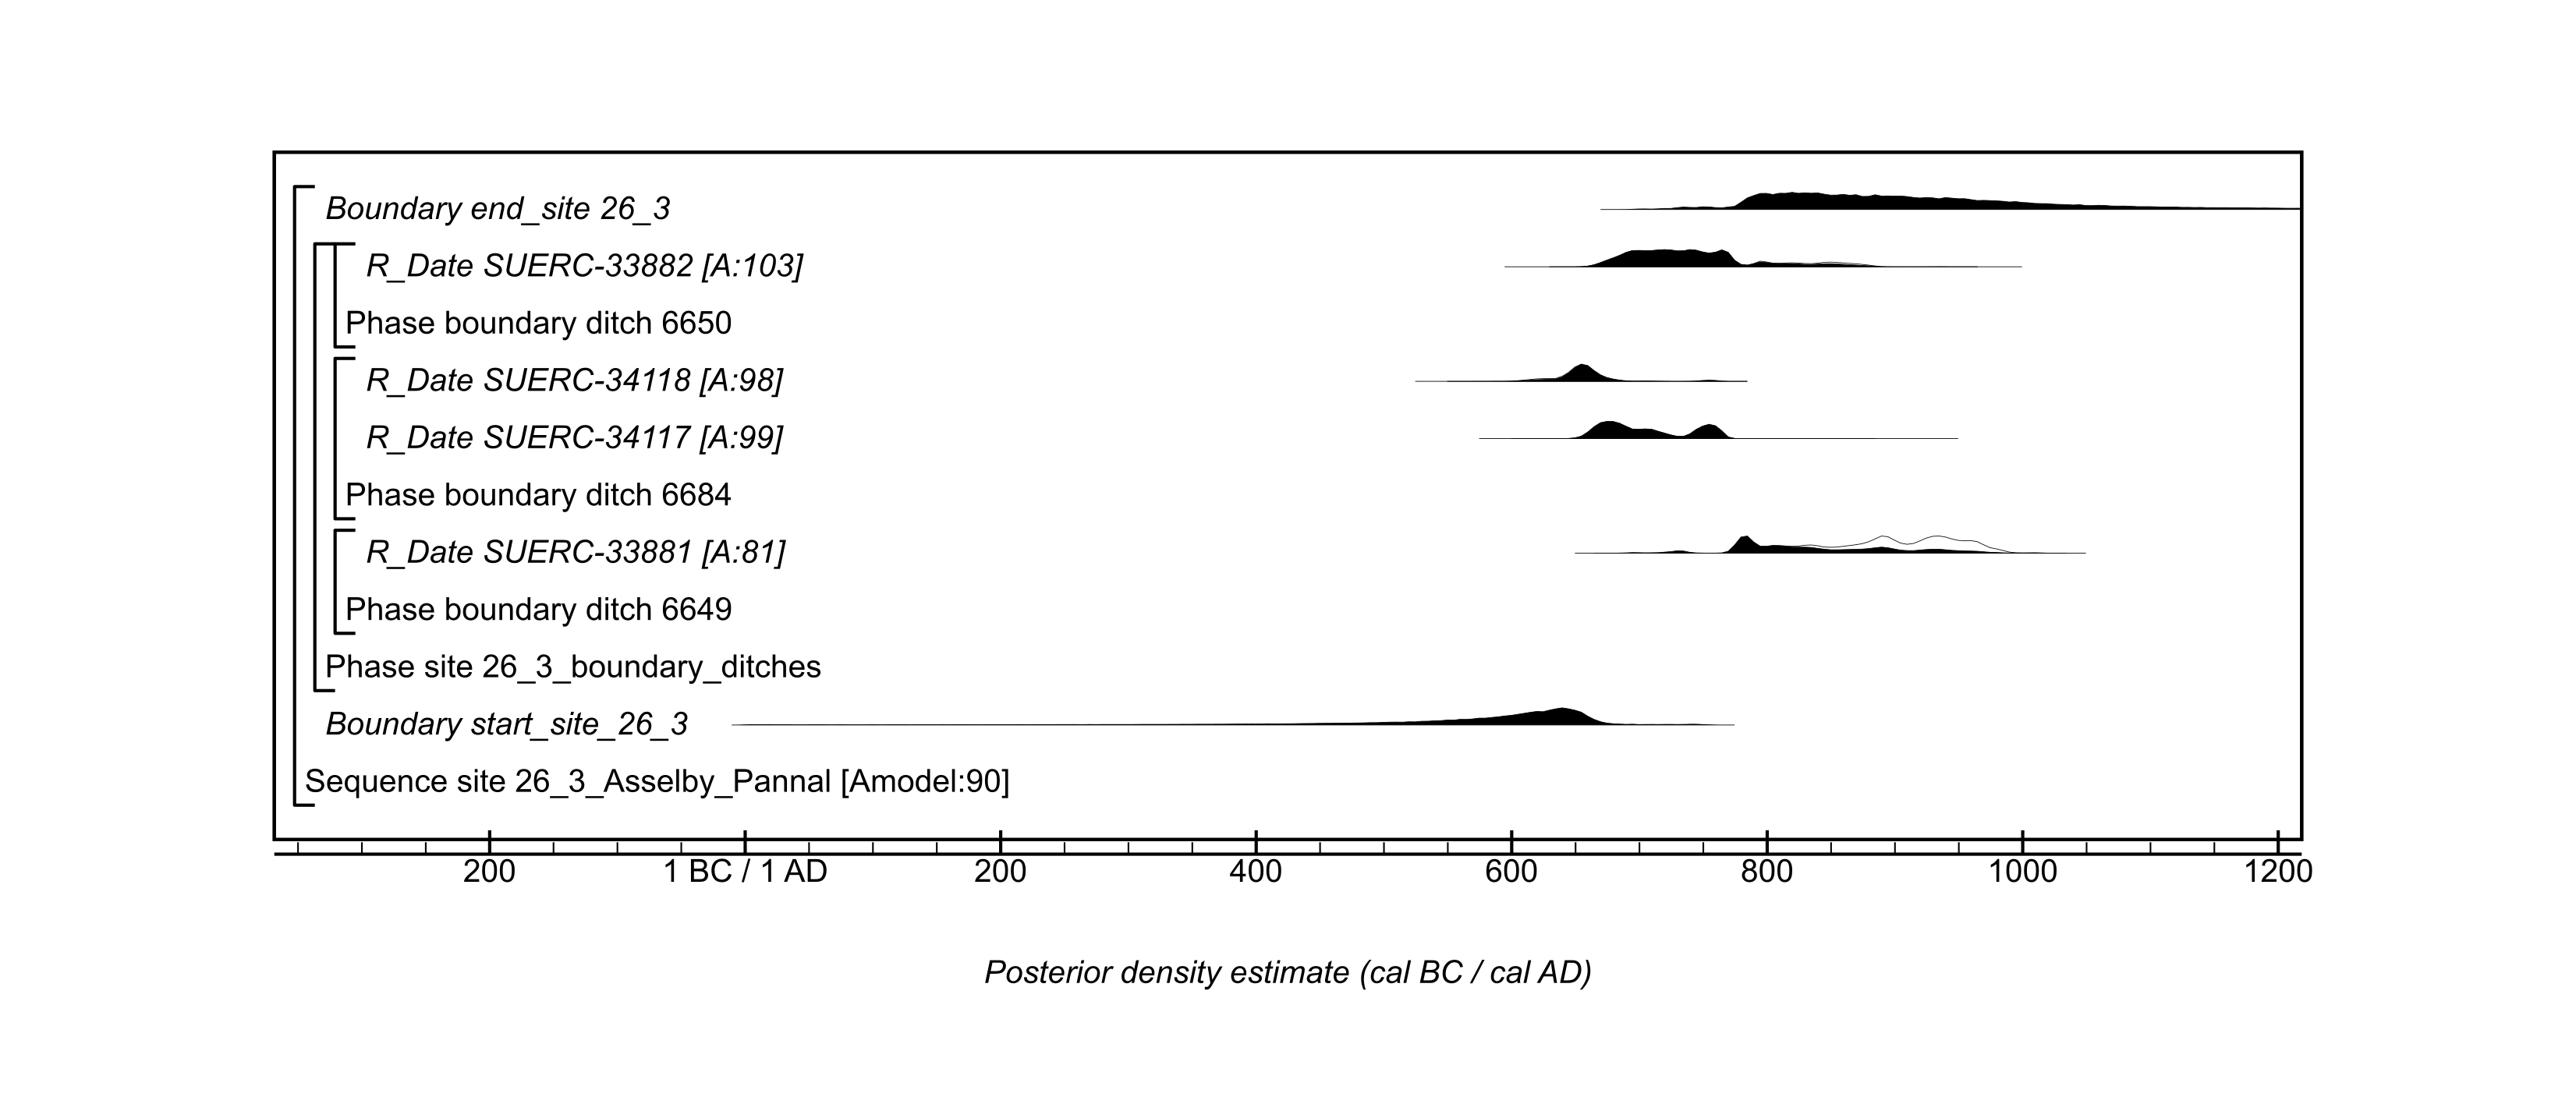 Boundary end_site 26_3
R_Date SUERC-33882 [A:103]
Phase boundary ditch 6650
R_Date SUERC-34118 [A:98]
R_Date SUERC-34117 [A:99]
Phase boundary ditch 6684
R_Date SUERC-33881 [A:81]
Phase boundary ditch 6649
Phase site 26_3_boundary_ditches
Boundary start_site_26_3
Sequence site 26_3_Asselby_Pannal [Amodel:90]
200 1 BC / 1 AD 200 400 600 800 1000 1200
Posterior density estimate (cal BC / cal AD)